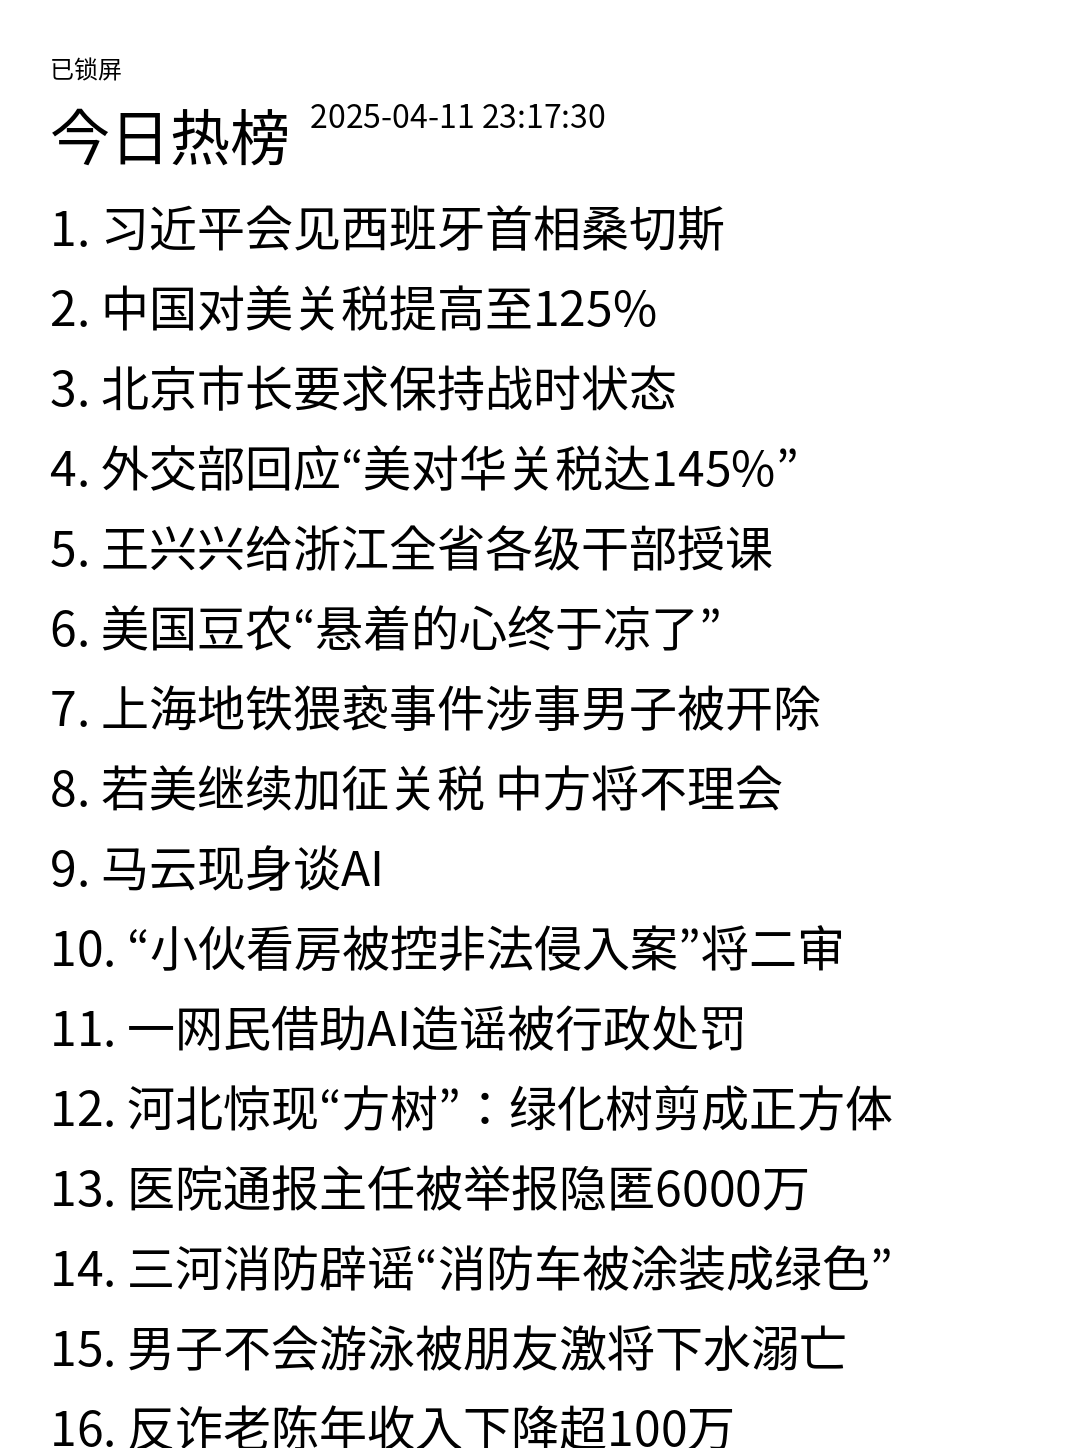 已锁屏
今日热榜 2025-04-11 23:17:30
1. 习近平会见西班牙首相桑切斯
2. 中国对美关税提高至125%
3. 北京市长要求保持战时状态
4. 外交部回应“美对华关税达145%”
5. 王兴兴给浙江全省各级干部授课
6. 美国豆农“悬着的心终于凉了”
7. 上海地铁猥亵事件涉事男子被开除
8. 若美继续加征关税 中方将不理会
9. 马云现身谈AI
10. “小伙看房被控非法侵入案”将二审
11. 一网民借助AI造谣被行政处罚
12. 河北惊现“方树”：绿化树剪成正方体
13. 医院通报主任被举报隐匿6000万
14. 三河消防辟谣“消防车被涂装成绿色”
15. 男子不会游泳被朋友激将下水溺亡
16. 反诈老陈年收入下降超100万